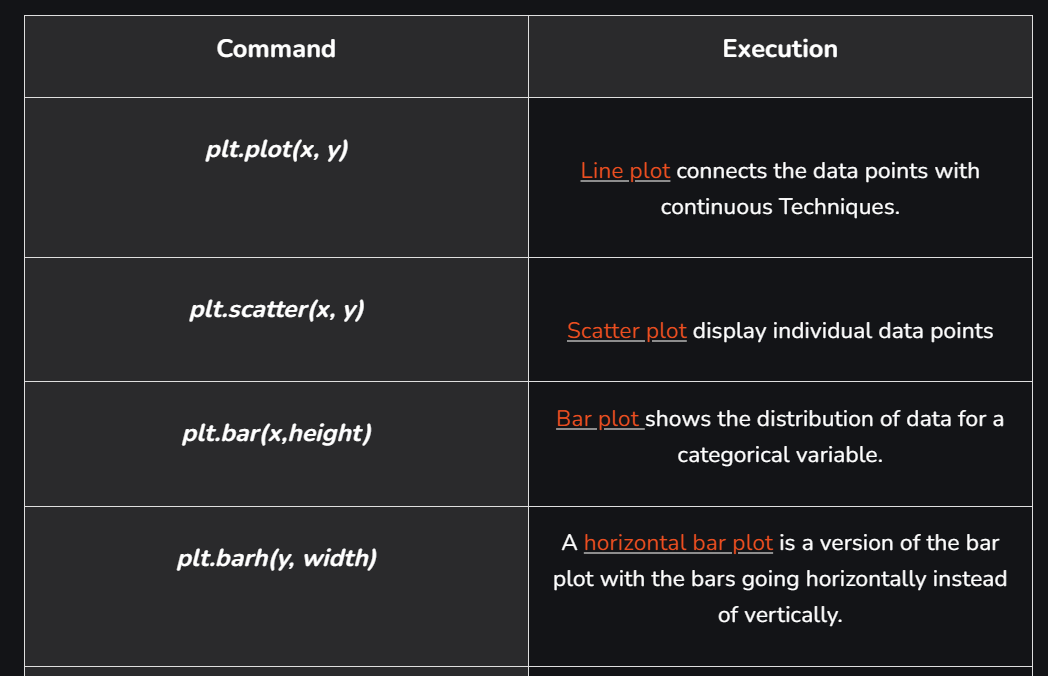 Command
Execution
plt.plot(x, y)
Line plot connects the data points with
continuous Techniques.
plt.scatter(x, y)
Scatter plot display individual data points
plt.bar(x,height)
Bar plot shows the distribution of data for a
categorical variable.
plt.barh(y, width)
A horizontal bar plot is a version of the bar
plot with the bars going horizontally instead
of vertically.